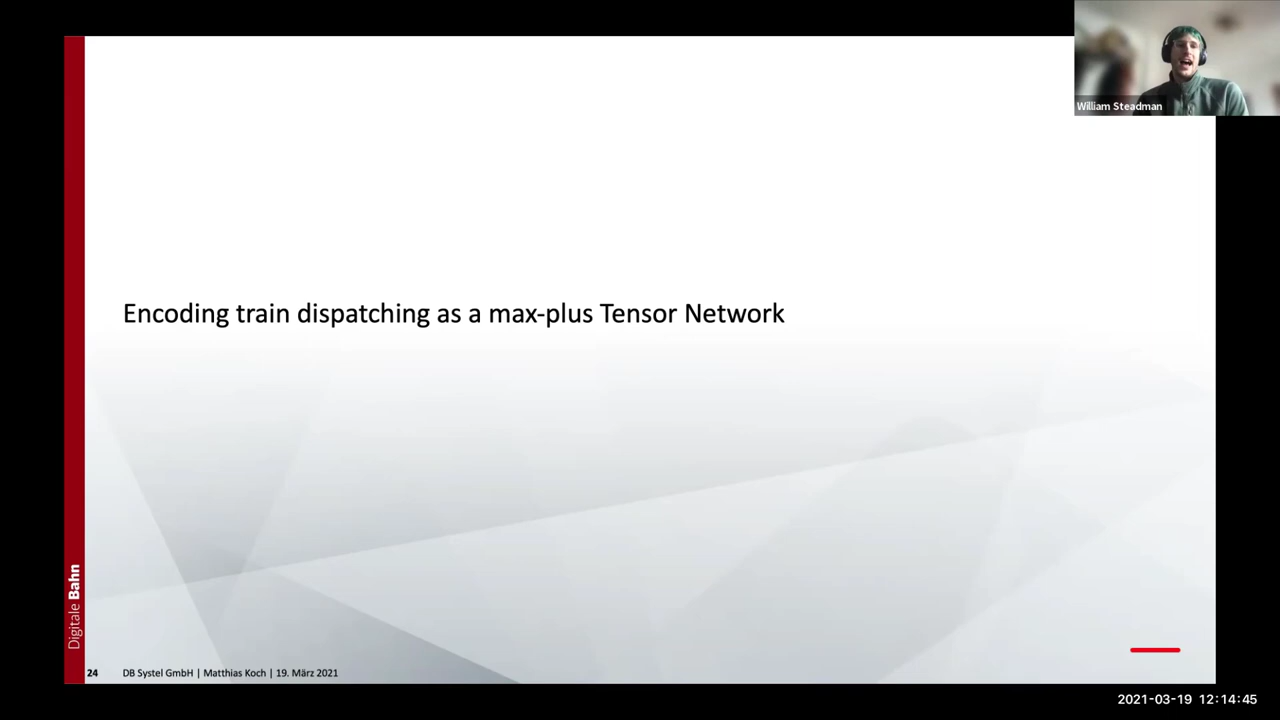 William Steadman
Encoding train dispatching as a max-plus Tensor Network
Digitale Bahn
24 DB Systel GmbH | Matthias Koch | 19. März 2021
2021-03-19 12:14:45